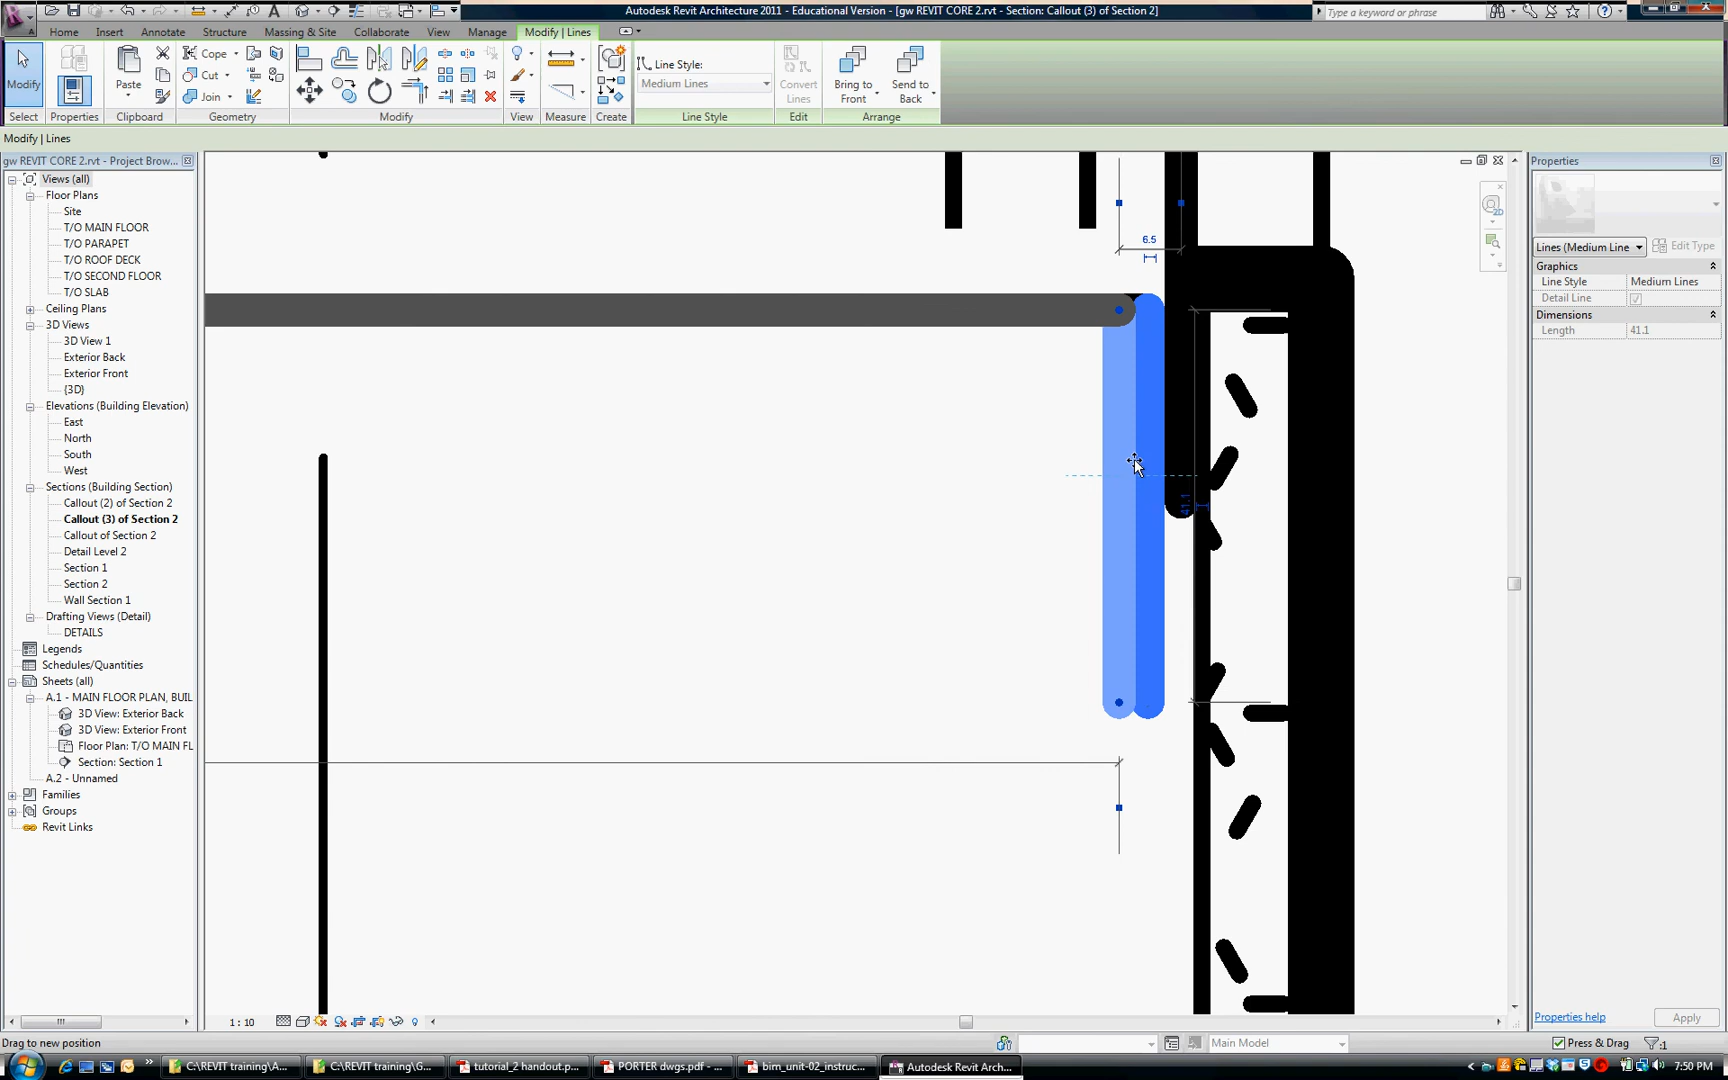 Autodesk Revit Architecture 2011 - Educational Version - [gw REVIT CORE 2.rvt - Section: Callout (3) of Section 2]
Type a keyword or phrase
Home Insert Annotate Structure Massing & Site Collaborate View Manage Modify | Lines
Modify
Paste
Cope
Cut
Join
Line Style:
Medium Lines
Convert Lines
Bring to Front
Send to Back
Select Properties Clipboard Geometry Modify View Measure Create Line Style Edit Arrange
Modify | Lines
gw REVIT CORE 2.rvt - Project Brow...
Views (all)
Floor Plans
Site
T/O MAIN FLOOR
T/O PARAPET
T/O ROOF DECK
T/O SECOND FLOOR
T/O SLAB
Ceiling Plans
3D Views
3D View 1
Exterior Back
Exterior Front
{3D}
Elevations (Building Elevation)
East
North
South
West
Sections (Building Section)
Callout (2) of Section 2
Callout (3) of Section 2
Callout of Section 2
Detail Level 2
Section 1
Section 2
Wall Section 1
Drafting Views (Detail)
DETAILS
Legends
Schedules/Quantities
Sheets (all)
A.1 - MAIN FLOOR PLAN, BUIL
3D View: Exterior Back
3D View: Exterior Front
Floor Plan: T/O MAIN FL
Section: Section 1
A.2 - Unnamed
Families
Groups
Revit Links
6.5
41.1
2D
Properties
Lines (Medium Line
Edit Type
Graphics
Line Style Medium Lines
Detail Line
Dimensions
Length 41.1
Properties help
Apply
1 : 10
Drag to new position
Main Model
Press & Drag
:1
C:\REVIT training\A...
C:\REVIT training\G...
tutorial_2 handout.p...
PORTER dwgs.pdf - ...
bim_unit-02_instruc...
Autodesk Revit Arch...
7:50 PM